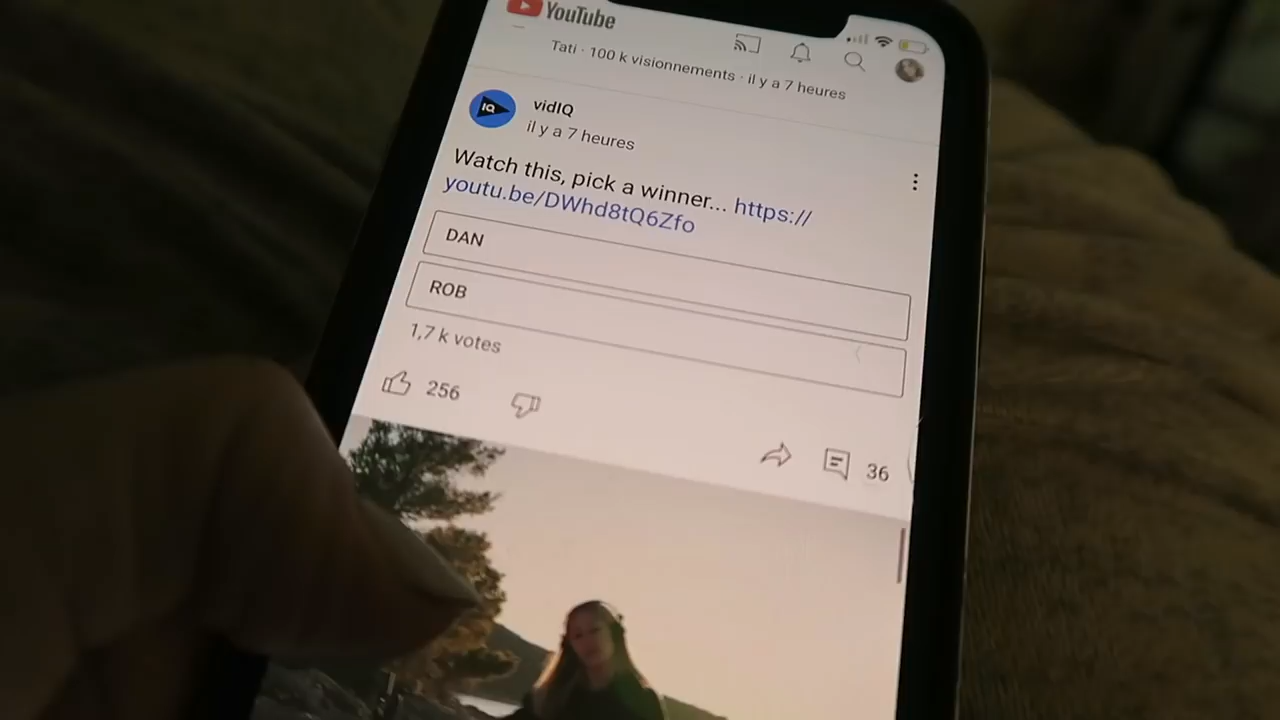 YouTube
Tati · 100 k visionnements · il y a 7 heures
IQ
vidIQ
il y a 7 heures
Watch this, pick a winner... https://
youtu.be/DWhd8tQ6Zfo
DAN
ROB
1,7 k votes
256
36